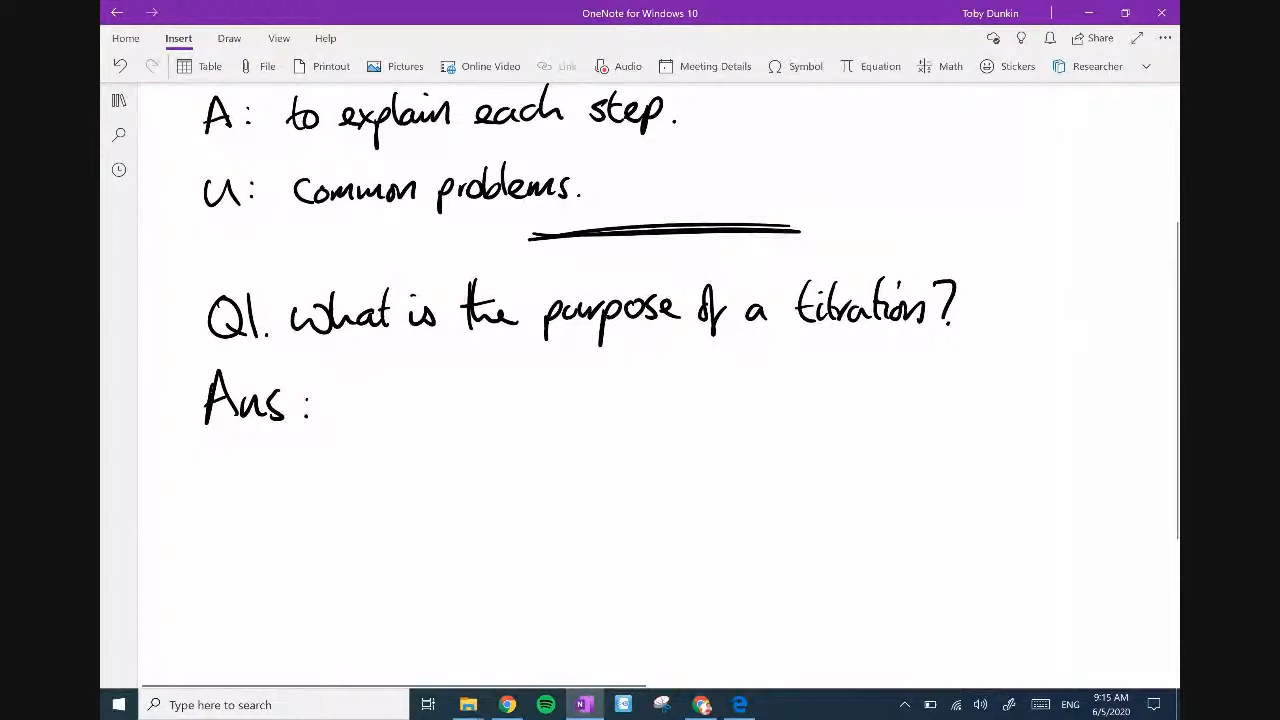 OneNote for Windows 10
Toby Dunkin
Home Insert Draw View Help
Share
Table File Printout Pictures Online Video Link Audio Meeting Details Symbol Equation Math Stickers Researcher
A: to explain each step.
U: Common problems.
Q1. What is the purpose of a titration?
Ans:
Type here to search
ENG
9:15 AM
6/5/2020